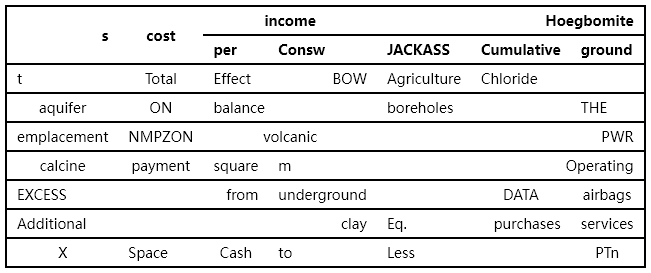 s cost income Hoegbomite
per Consw JACKASS Cumulative ground
t Total Effect BOW Agriculture Chloride
aquifer ON balance boreholes THE
emplacement NMPZON volcanic PWR
calcine payment square m Operating
EXCESS from underground DATA airbags
Additional clay Eq. purchases services
X Space Cash to Less PTn